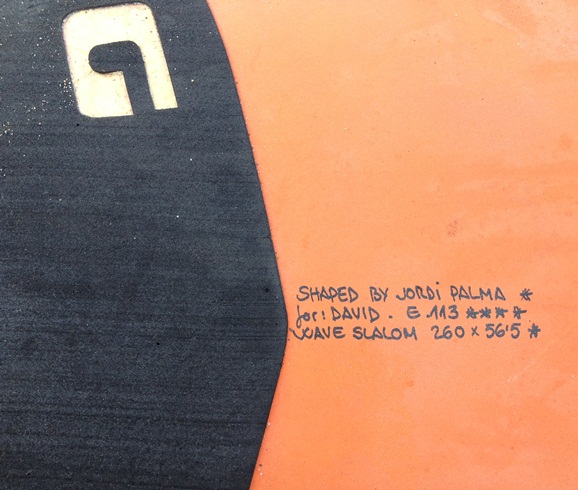 SHAPED BY JORDI PALMA *
for: DAVID. E.113 ****
WAVE SLALOM 260 x 56'5 *